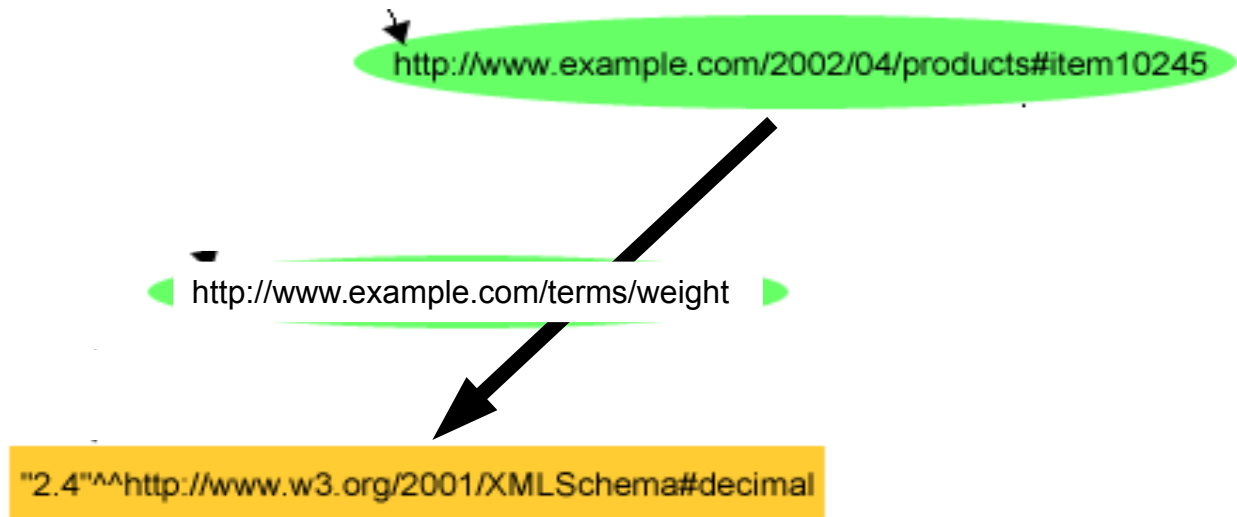 http://www.example.com/2002/04/products#item10245
http://www.example.com/terms/weight
"2.4"^^http://www.w3.org/2001/XMLSchema#decimal